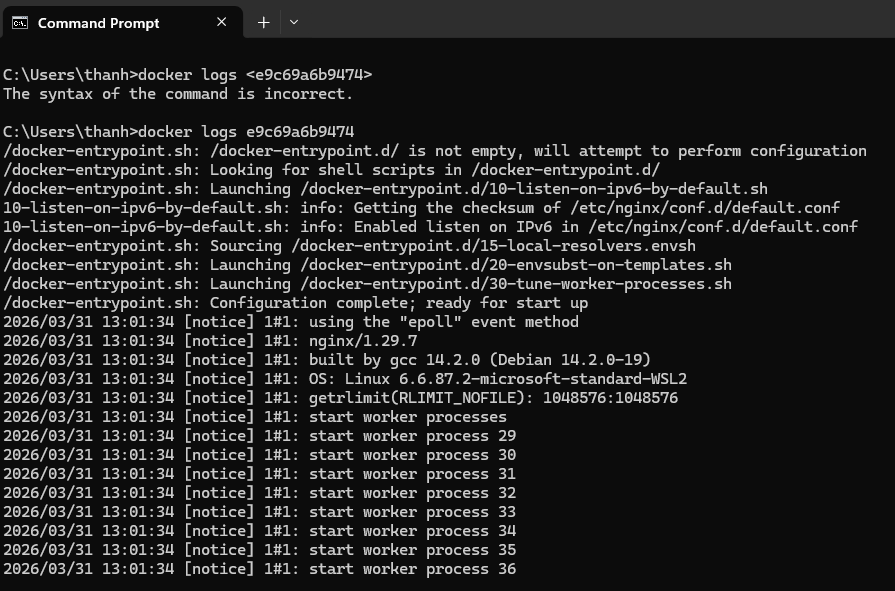 Command Prompt
C:\Users\thanh>docker logs <e9c69a6b9474>
The syntax of the command is incorrect.
C:\Users\thanh>docker logs e9c69a6b9474
/docker-entrypoint.sh: /docker-entrypoint.d/ is not empty, will attempt to perform configuration
/docker-entrypoint.sh: Looking for shell scripts in /docker-entrypoint.d/
/docker-entrypoint.sh: Launching /docker-entrypoint.d/10-listen-on-ipv6-by-default.sh
10-listen-on-ipv6-by-default.sh: info: Getting the checksum of /etc/nginx/conf.d/default.conf
10-listen-on-ipv6-by-default.sh: info: Enabled listen on IPv6 in /etc/nginx/conf.d/default.conf
/docker-entrypoint.sh: Sourcing /docker-entrypoint.d/15-local-resolvers.envsh
/docker-entrypoint.sh: Launching /docker-entrypoint.d/20-envsubst-on-templates.sh
/docker-entrypoint.sh: Launching /docker-entrypoint.d/30-tune-worker-processes.sh
/docker-entrypoint.sh: Configuration complete; ready for start up
2026/03/31 13:01:34 [notice] 1#1: using the "epoll" event method
2026/03/31 13:01:34 [notice] 1#1: nginx/1.29.7
2026/03/31 13:01:34 [notice] 1#1: built by gcc 14.2.0 (Debian 14.2.0-19)
2026/03/31 13:01:34 [notice] 1#1: OS: Linux 6.6.87.2-microsoft-standard-WSL2
2026/03/31 13:01:34 [notice] 1#1: getrlimit(RLIMIT_NOFILE): 1048576:1048576
2026/03/31 13:01:34 [notice] 1#1: start worker processes
2026/03/31 13:01:34 [notice] 1#1: start worker process 29
2026/03/31 13:01:34 [notice] 1#1: start worker process 30
2026/03/31 13:01:34 [notice] 1#1: start worker process 31
2026/03/31 13:01:34 [notice] 1#1: start worker process 32
2026/03/31 13:01:34 [notice] 1#1: start worker process 33
2026/03/31 13:01:34 [notice] 1#1: start worker process 34
2026/03/31 13:01:34 [notice] 1#1: start worker process 35
2026/03/31 13:01:34 [notice] 1#1: start worker process 36